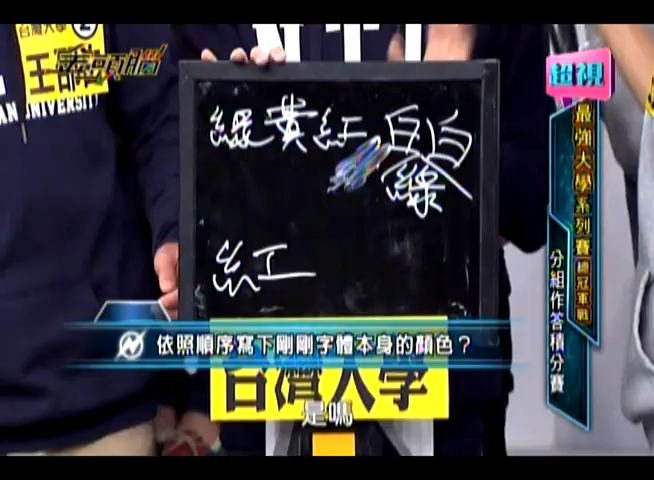 台灣大學 2
王
AN UNIVERSITY
超視
最強大學系列賽總冠軍戰
分組作答積分賽
綠黃紅白白
綠
紅
依照順序寫下剛剛字體本身的顏色?
台灣大學
是嗎